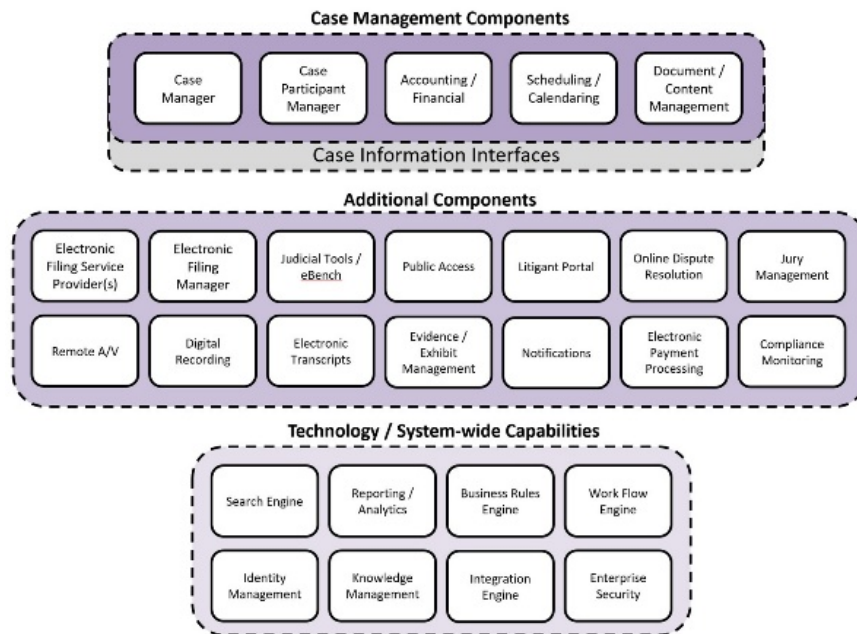 Case Management Components
Case
Manager
Case
Participant
Manager
Accounting /
Financial
Scheduling /
Calendaring
Document /
Content
Management
Case Information Interfaces
Additional Components
Electronic
Filing Service
Provider(s)
Electronic
Filing
Manager
Judicial Tools /
eBench
Public Access
Litigant Portal
Online Dispute
Resolution
Jury
Management
Remote A/V
Digital
Recording
Electronic
Transcripts
Evidence /
Exhibit
Management
Notifications
Electronic
Payment
Processing
Compliance
Monitoring
Technology / System-wide Capabilities
Search Engine
Reporting /
Analytics
Business Rules
Engine
Work Flow
Engine
Identity
Management
Knowledge
Management
Integration
Engine
Enterprise
Security